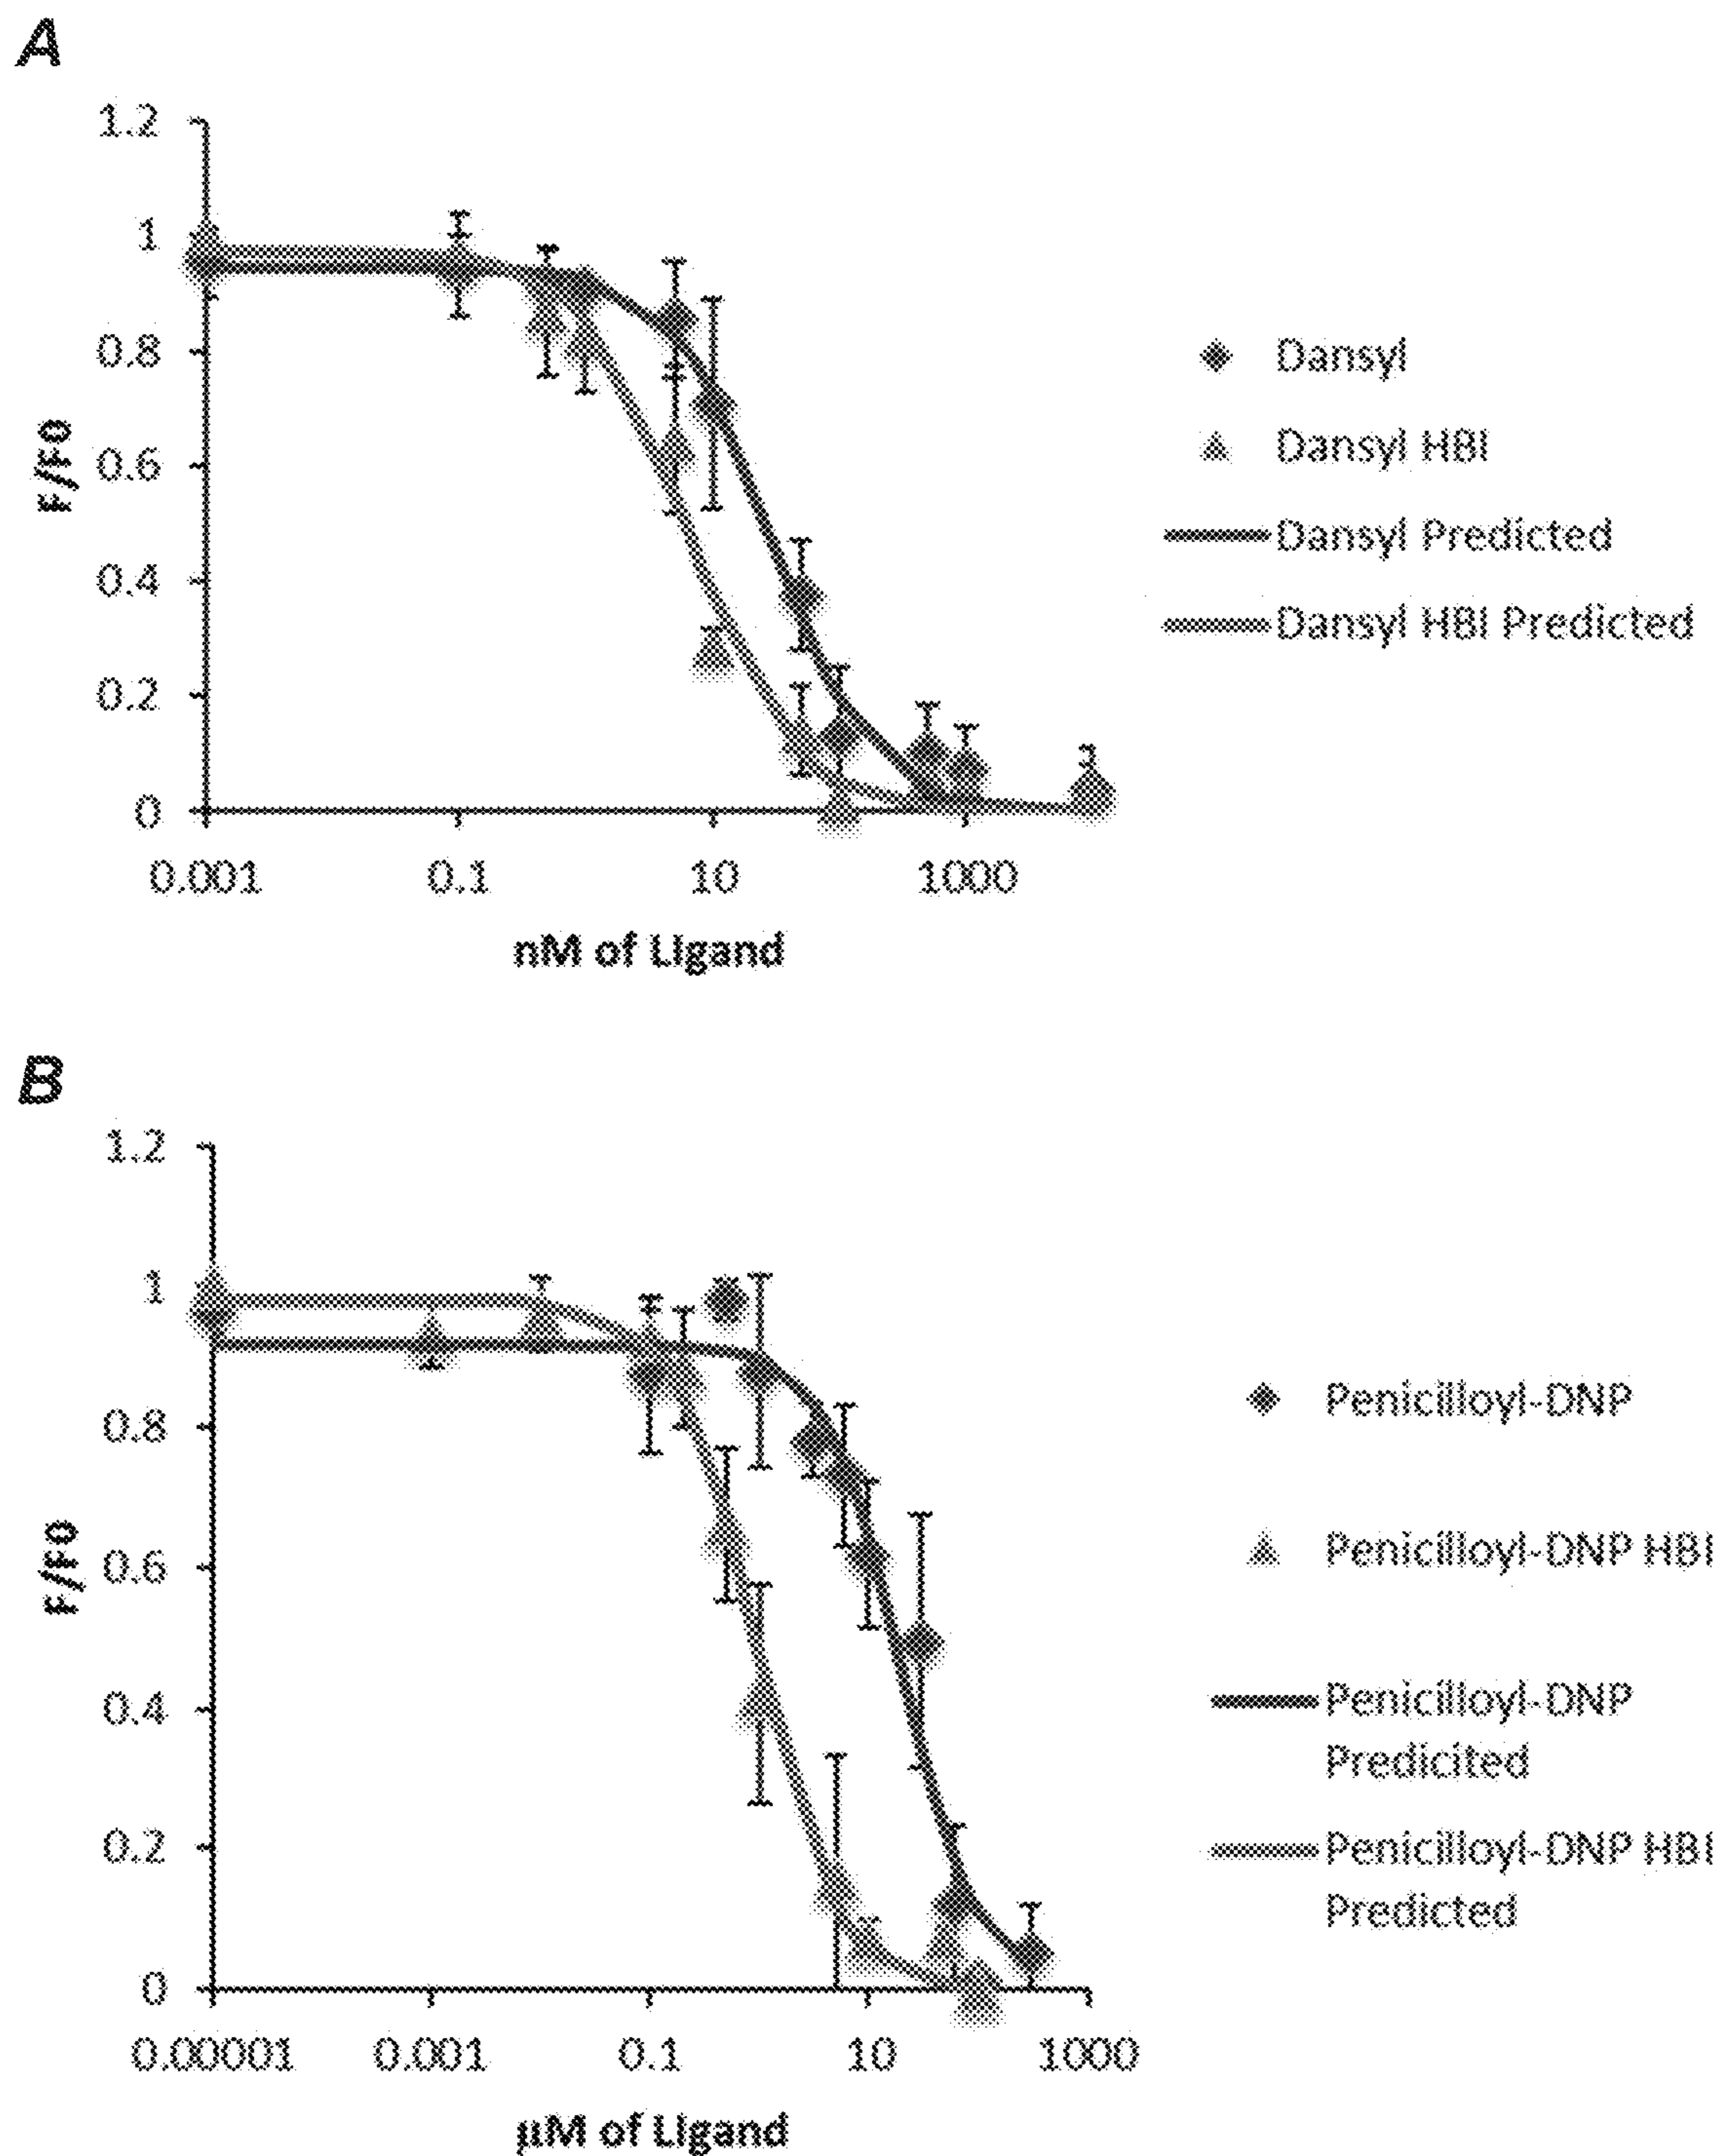 A
1.2
1
0.8
0.6
0.4
0.2
0
F/F0
0.001 0.1 10 1000
nM of Ligand
Dansyl
Dansyl HBI
Dansyl Predicted
Dansyl HBI Predicted
B
1.2
1
0.8
0.6
0.4
0.2
0
F/F0
0.00001 0.001 0.1 10 1000
µM of Ligand
Penicilloyl-DNP
Penicilloyl-DNP HBI
Penicilloyl-DNP
Predicited
Penicilloyl-DNP HBI
Predicted